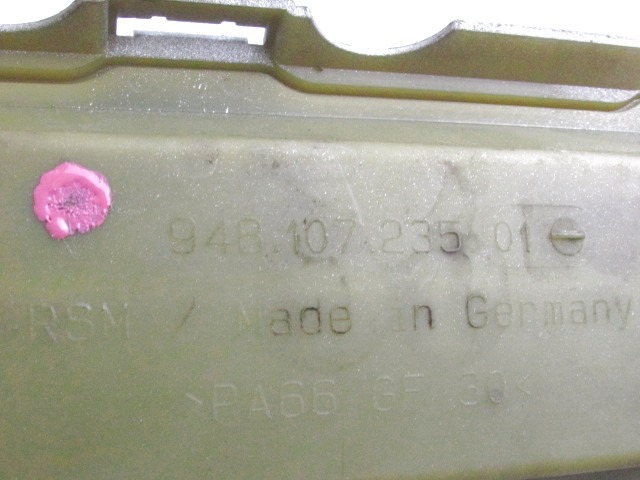 948.107.235 01
RSM / Made in Germany
>PA66 GF 30<